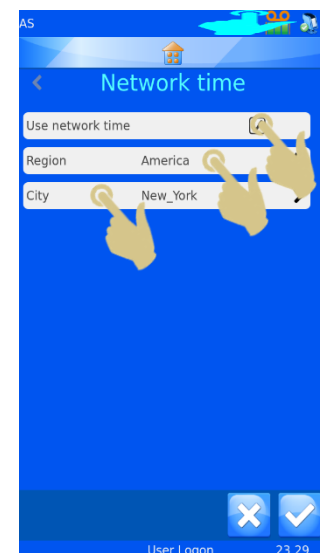 AS
Network time
Use network time
Region America
City New_York
User Logon 23.29